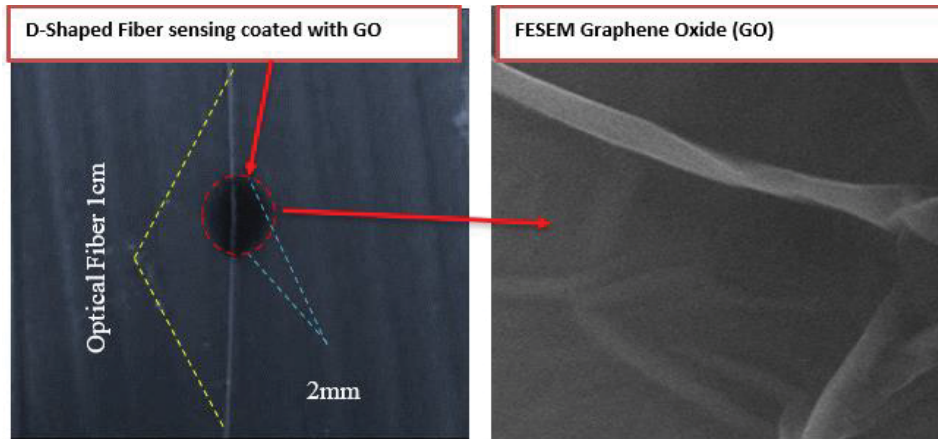 D-Shaped Fiber sensing coated with GO
FESEM Graphene Oxide (GO)
Optical Fiber 1cm
2mm